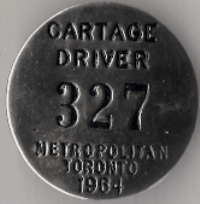 CARTAGE
DRIVER
327
METROPOLITAN
TORONTO
1964